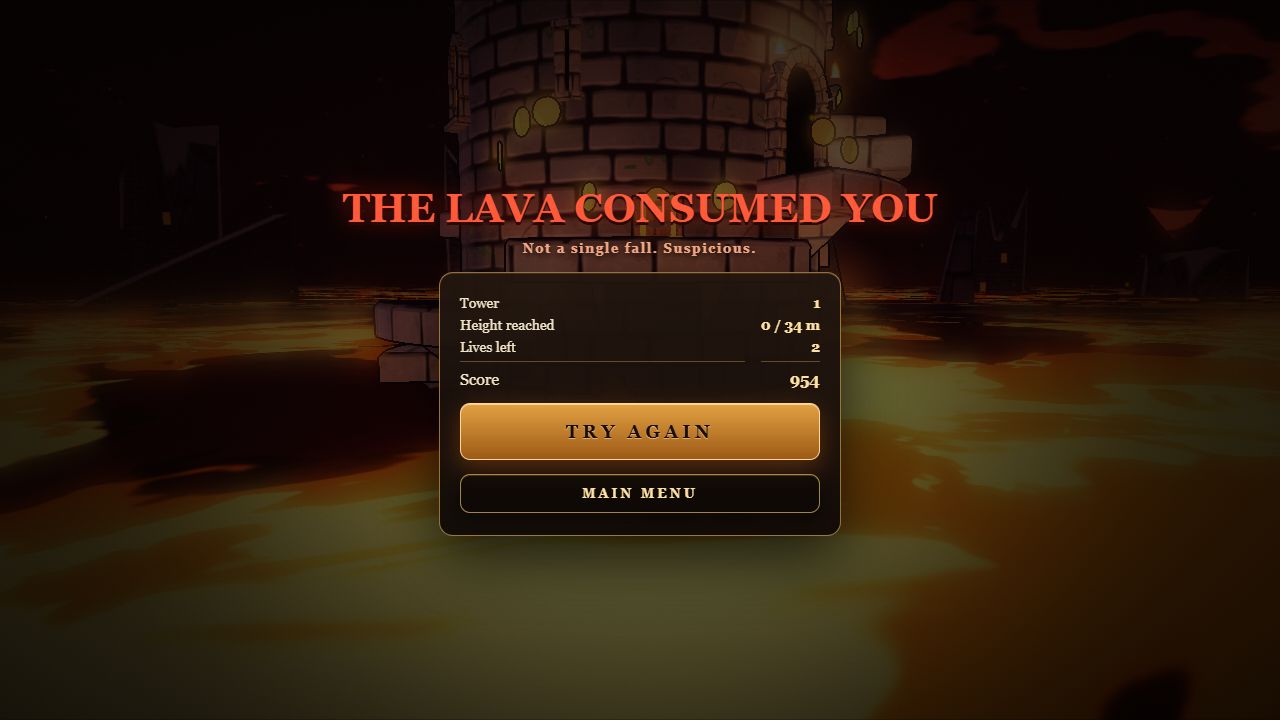 THE LAVA CONSUMED YOU
Not a single fall. Suspicious.
Tower 1
Height reached 0 / 34 m
Lives left 2
Score 954
TRY AGAIN
MAIN MENU